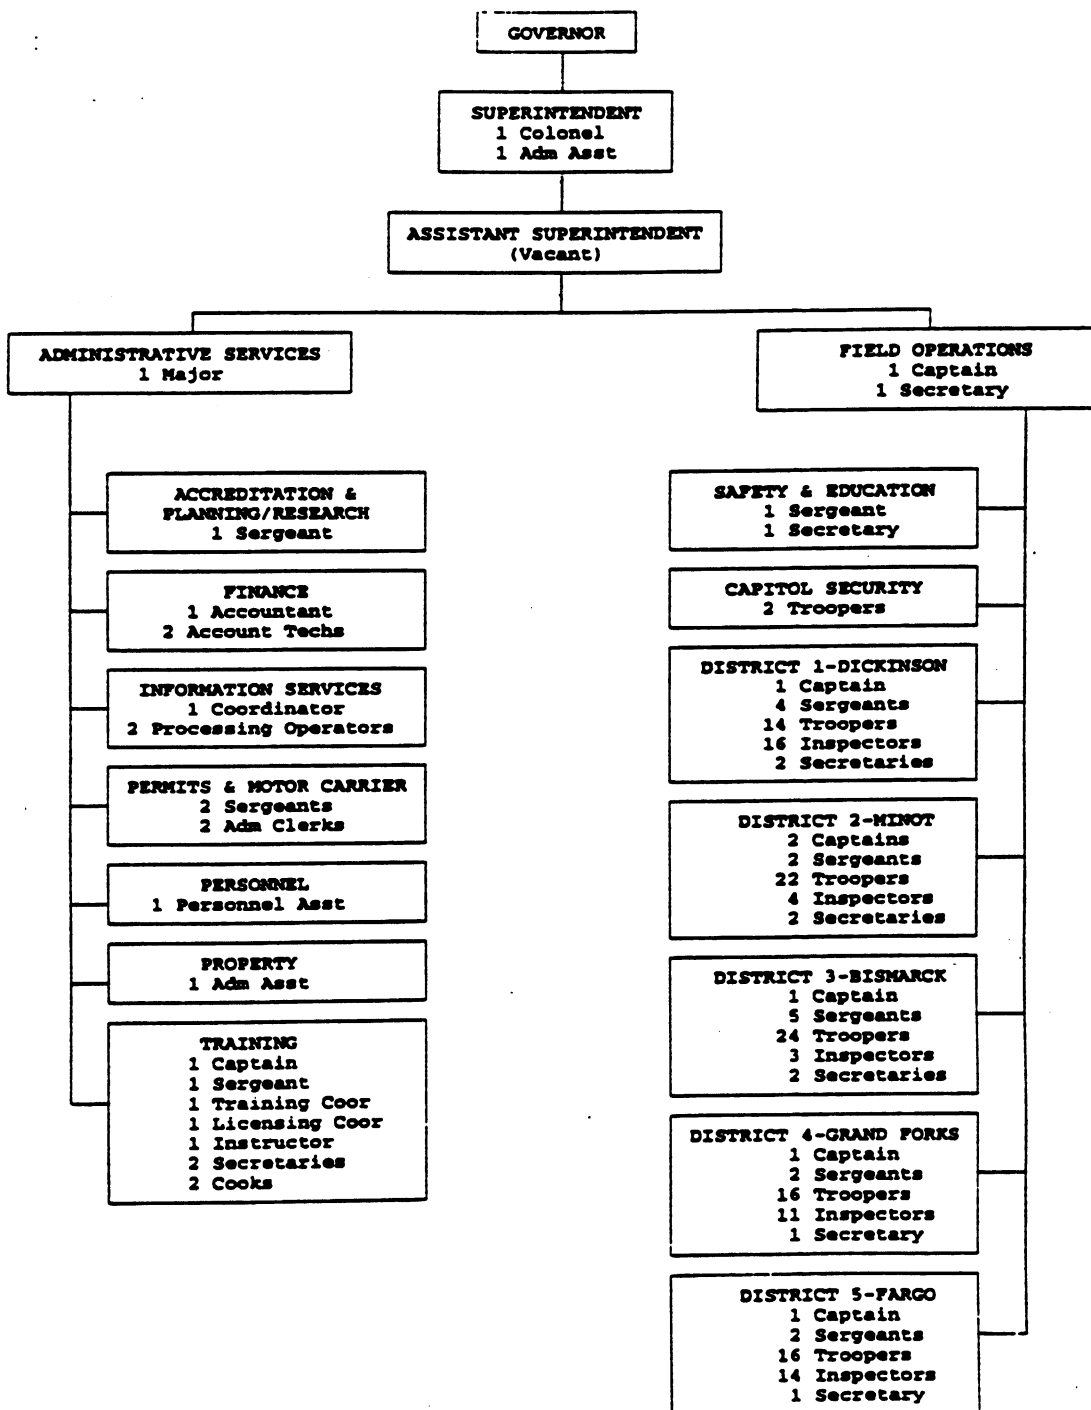 GOVERNOR
SUPERINTENDENT
1 Colonel
1 Adm Asst
ASSISTANT SUPERINTENDENT
(Vacant)
ADMINISTRATIVE SERVICES
1 Major
ACCREDITATION &
PLANNING/RESEARCH
1 Sergeant
FINANCE
1 Accountant
2 Account Techs
INFORMATION SERVICES
1 Coordinator
2 Processing Operators
PERMITS & MOTOR CARRIER
2 Sergeants
2 Adm Clerks
PERSONNEL
1 Personnel Asst
PROPERTY
1 Adm Asst
TRAINING
1 Captain
1 Sergeant
1 Training Coor
1 Licensing Coor
1 Instructor
2 Secretaries
2 Cooks
FIELD OPERATIONS
1 Captain
1 Secretary
SAFETY & EDUCATION
1 Sergeant
1 Secretary
CAPITOL SECURITY
2 Troopers
DISTRICT 1-DICKINSON
1 Captain
4 Sergeants
14 Troopers
16 Inspectors
2 Secretaries
DISTRICT 2-MINOT
2 Captains
2 Sergeants
22 Troopers
4 Inspectors
2 Secretaries
DISTRICT 3-BISMARCK
1 Captain
5 Sergeants
24 Troopers
3 Inspectors
2 Secretaries
DISTRICT 4-GRAND FORKS
1 Captain
2 Sergeants
16 Troopers
11 Inspectors
1 Secretary
DISTRICT 5-FARGO
1 Captain
2 Sergeants
16 Troopers
14 Inspectors
1 Secretary